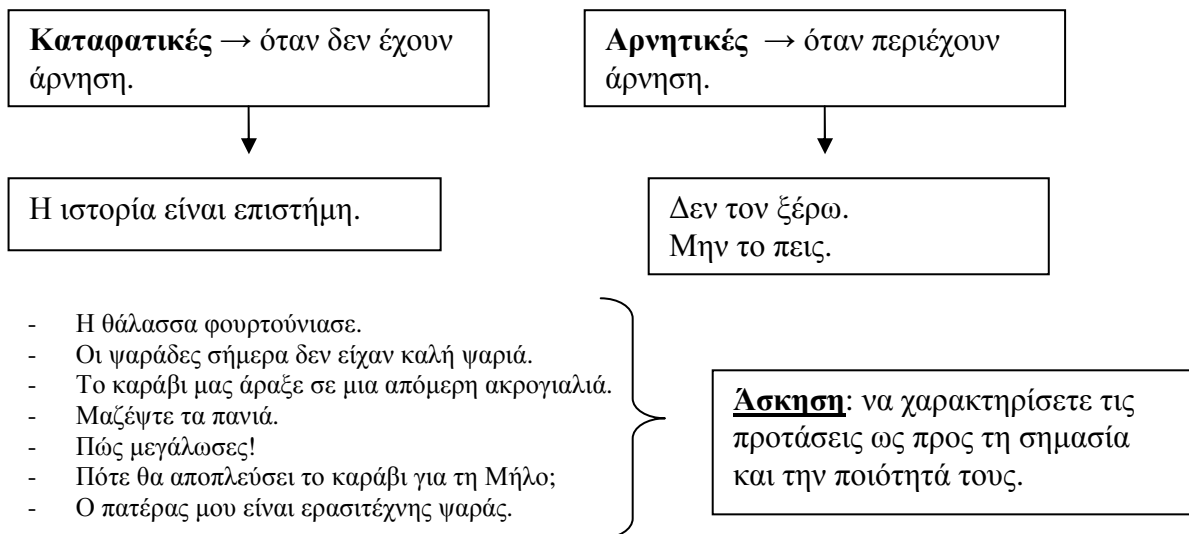 Καταφατικές → όταν δεν έχουν
άρνηση.
Αρνητικές → όταν περιέχουν
άρνηση.
Η ιστορία είναι επιστήμη.
Δεν τον ξέρω.
Μην το πεις.
- Η θάλασσα φουρτούνιασε.
- Οι ψαράδες σήμερα δεν είχαν καλή ψαριά.
- Το καράβι μας άραξε σε μια απόμερη ακρογιαλιά.
- Μαζέψτε τα πανιά.
- Πώς μεγάλωσες!
- Πότε θα αποπλεύσει το καράβι για τη Μήλο;
- Ο πατέρας μου είναι ερασιτέχνης ψαράς.
Άσκηση: να χαρακτηρίσετε τις
προτάσεις ως προς τη σημασία
και την ποιότητά τους.